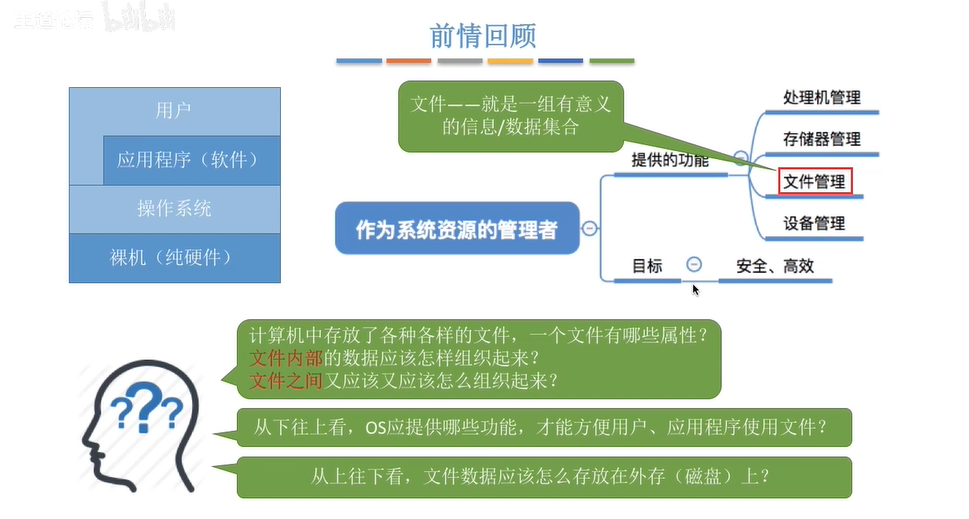 bilibili
前情回顾
用户
应用程序（软件）
操作系统
裸机（纯硬件）
文件——就是一组有意义
的信息/数据集合
作为系统资源的管理者
提供的功能
处理机管理
存储器管理
文件管理
设备管理
目标
安全、高效
计算机中存放了各种各样的文件，一个文件有哪些属性？
文件内部的数据应该怎样组织起来？
文件之间又应该又应该怎么组织起来？
从下往上看，OS应提供哪些功能，才能方便用户、应用程序使用文件？
从上往下看，文件数据应该怎么存放在外存（磁盘）上？
???